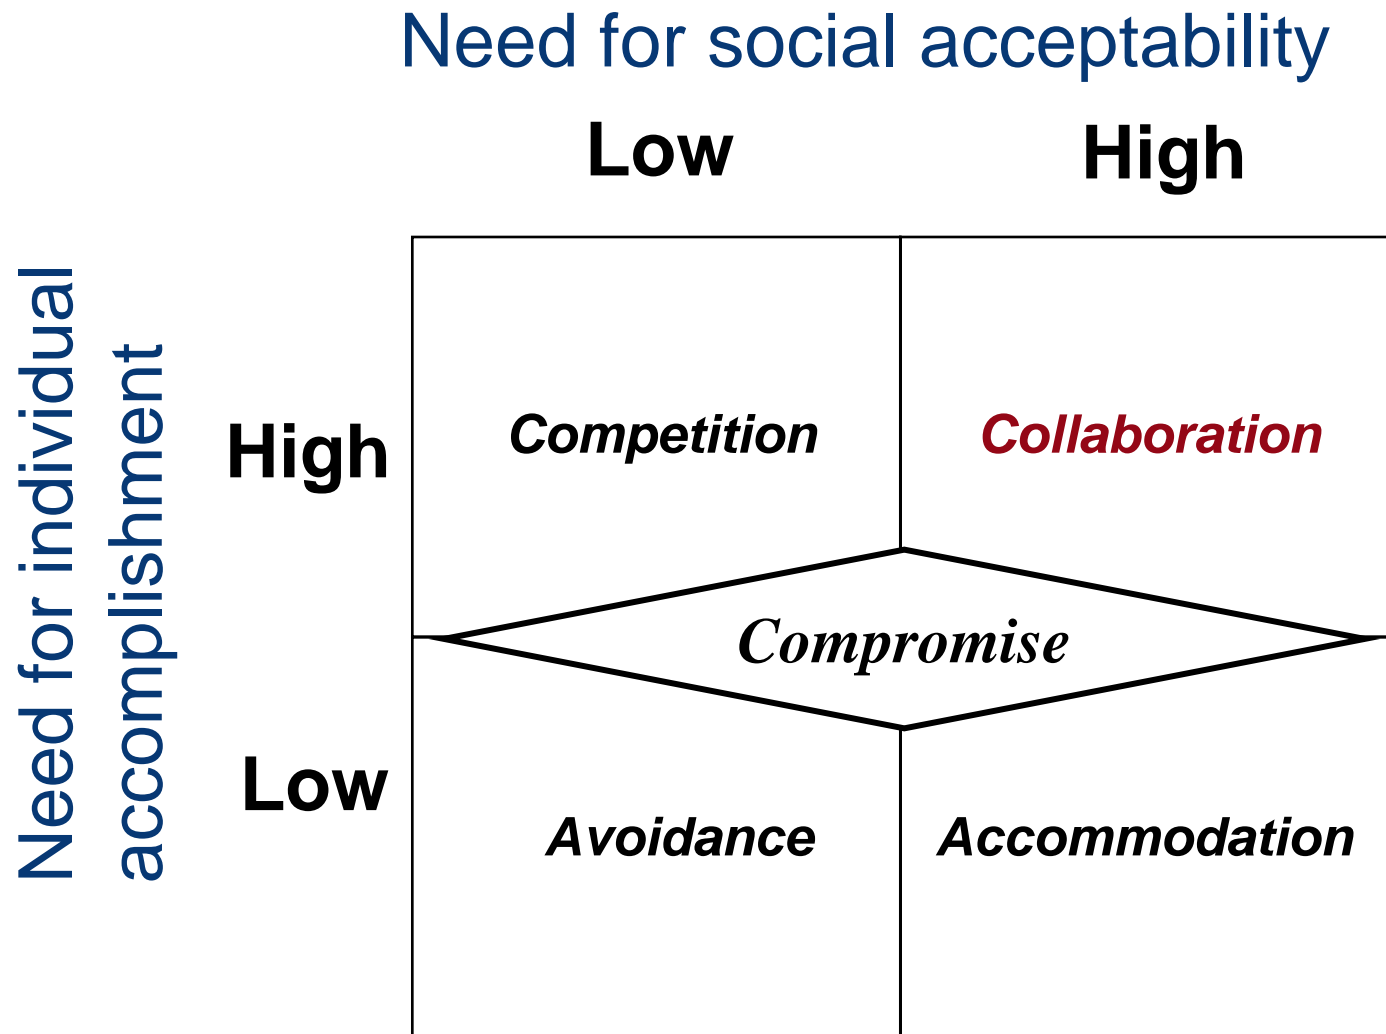 Need for social acceptability
Low High
Need for individual
accomplishment
High
Competition Collaboration
Compromise
Low
Avoidance Accommodation